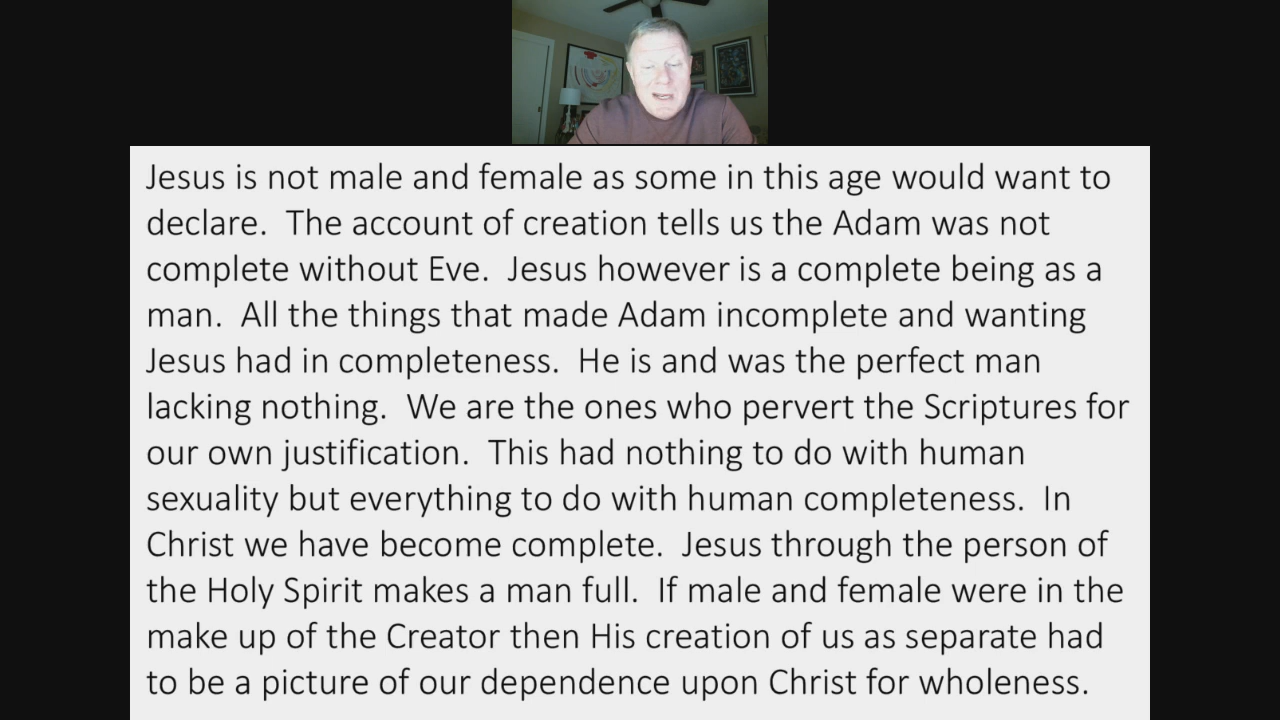 Jesus is not male and female as some in this age would want to
declare.  The account of creation tells us the Adam was not
complete without Eve.  Jesus however is a complete being as a
man.  All the things that made Adam incomplete and wanting
Jesus had in completeness.  He is and was the perfect man
lacking nothing.  We are the ones who pervert the Scriptures for
our own justification.  This had nothing to do with human
sexuality but everything to do with human completeness.  In
Christ we have become complete.  Jesus through the person of
the Holy Spirit makes a man full.  If male and female were in the
make up of the Creator then His creation of us as separate had
to be a picture of our dependence upon Christ for wholeness.